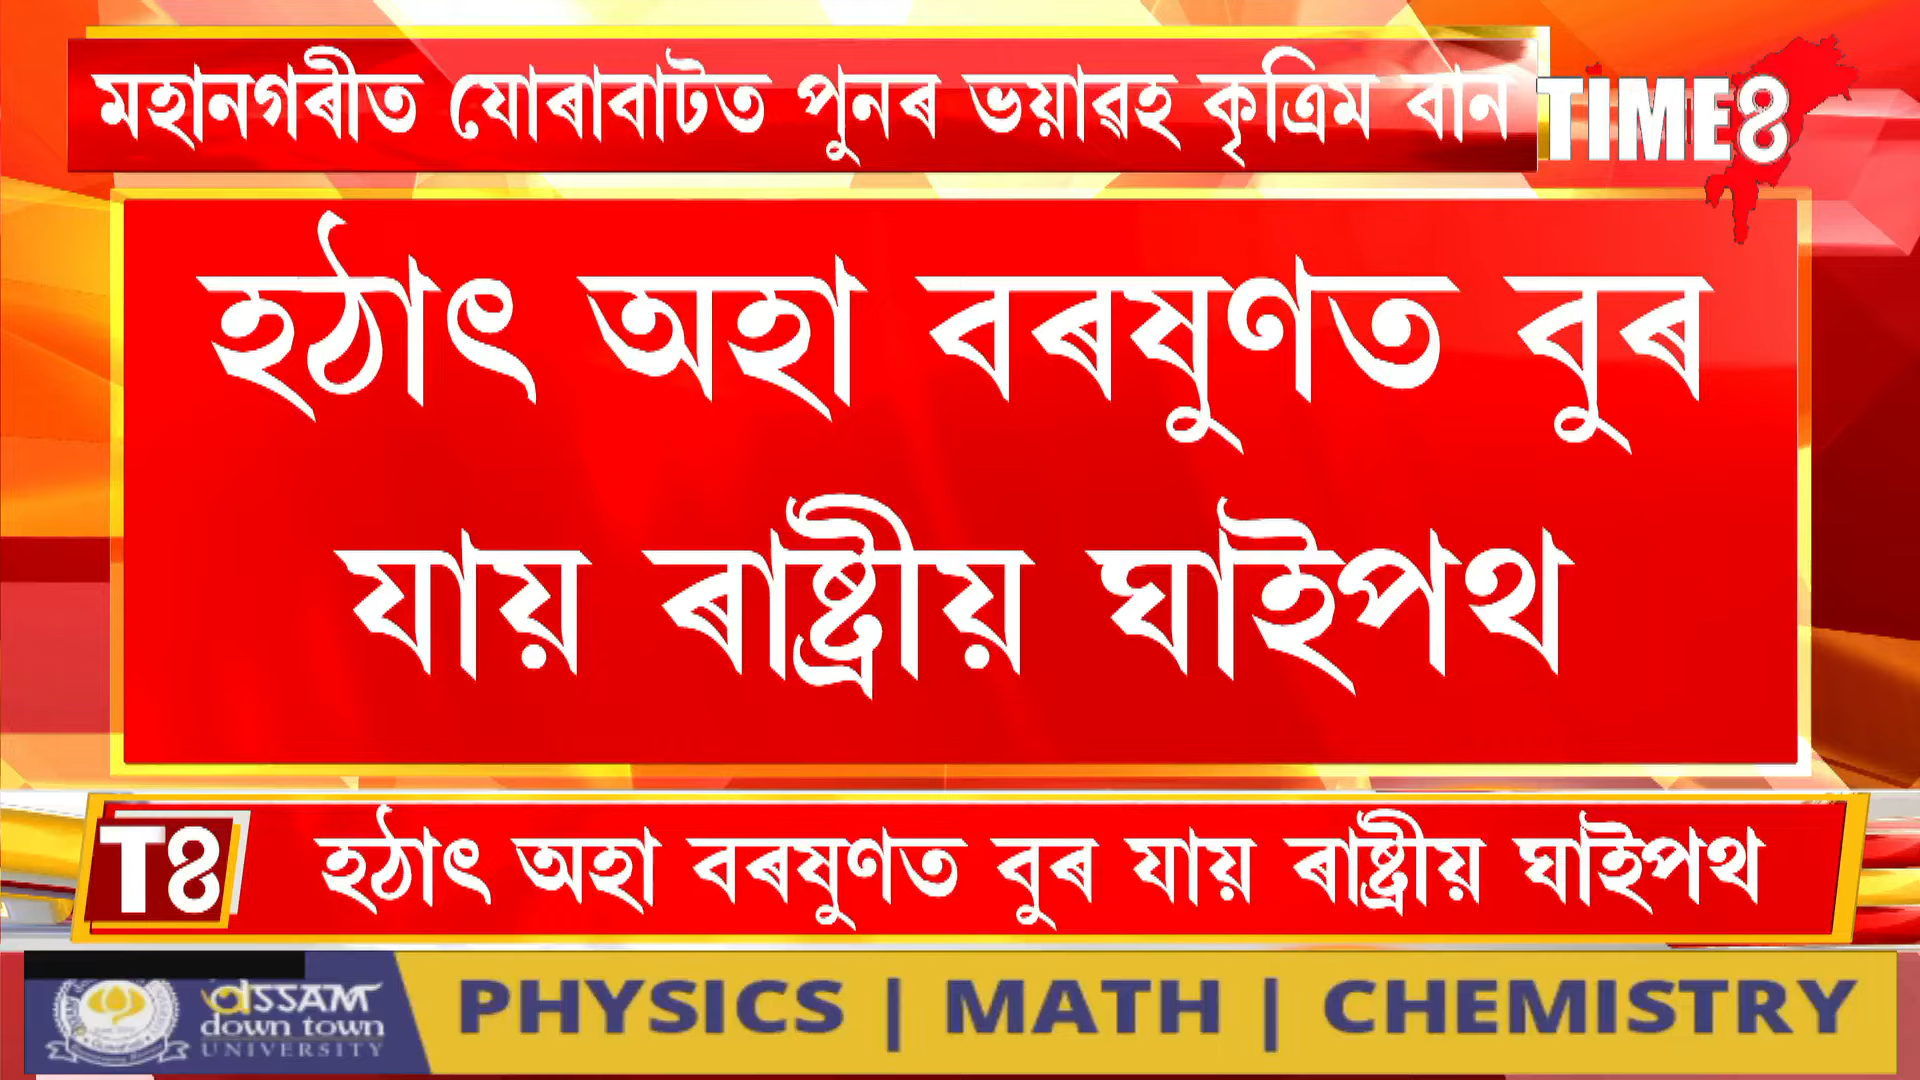 মহানগৰীত যোৰাবাটত পুনৰ ভয়াৱহ কৃত্ৰিম বান
TIME8
হঠাৎ অহা বৰষুণত বুৰ
যায় ৰাষ্ট্ৰীয় ঘাইপথ
T8 হঠাৎ অহা বৰষুণত বুৰ যায় ৰাষ্ট্ৰীয় ঘাইপথ
ASSAM
down town
UNIVERSITY
PHYSICS | MATH | CHEMISTRY